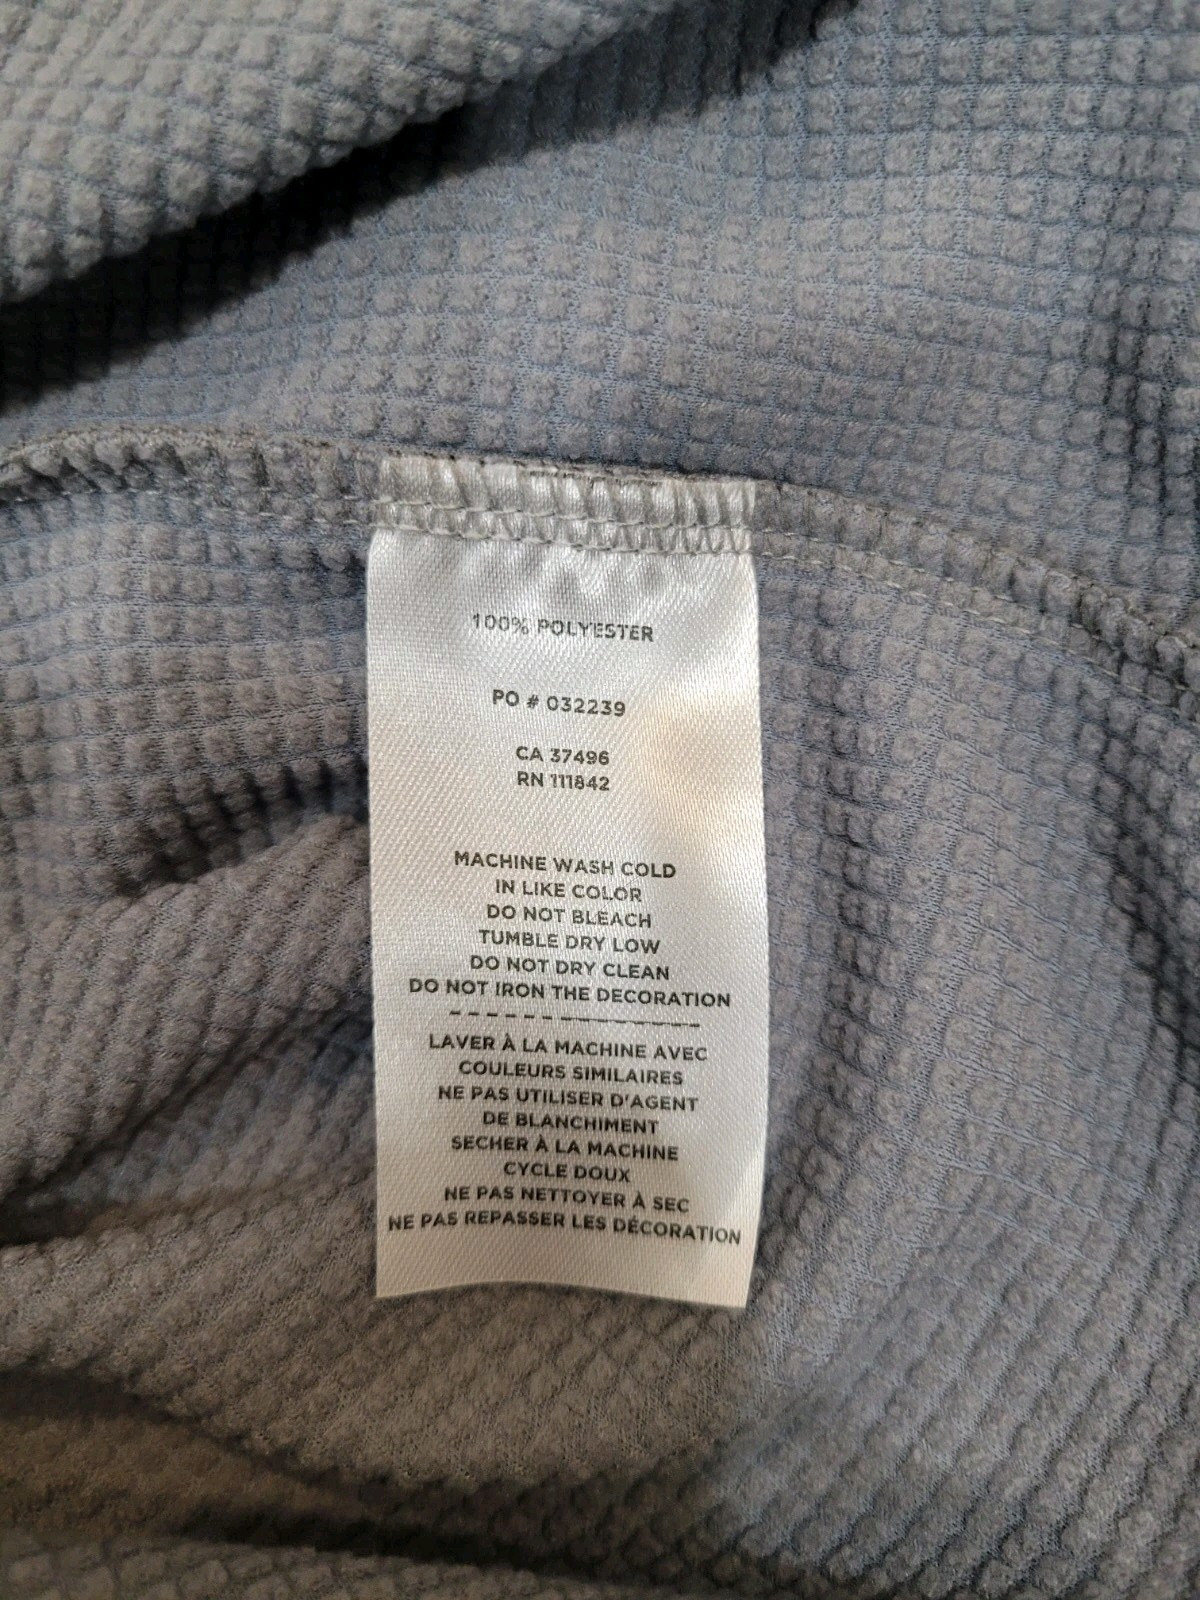 100% POLYESTER
PO # 032239
CA 37496
RN 111842
MACHINE WASH COLD
IN LIKE COLOR
DO NOT BLEACH
TUMBLE DRY LOW
DO NOT DRY CLEAN
DO NOT IRON THE DECORATION
LAVER À LA MACHINE AVEC
COULEURS SIMILAIRES
NE PAS UTILISER D'AGENT
DE BLANCHIMENT
SECHER À LA MACHINE
CYCLE DOUX
NE PAS NETTOYER À SEC
NE PAS REPASSER LES DÉCORATION